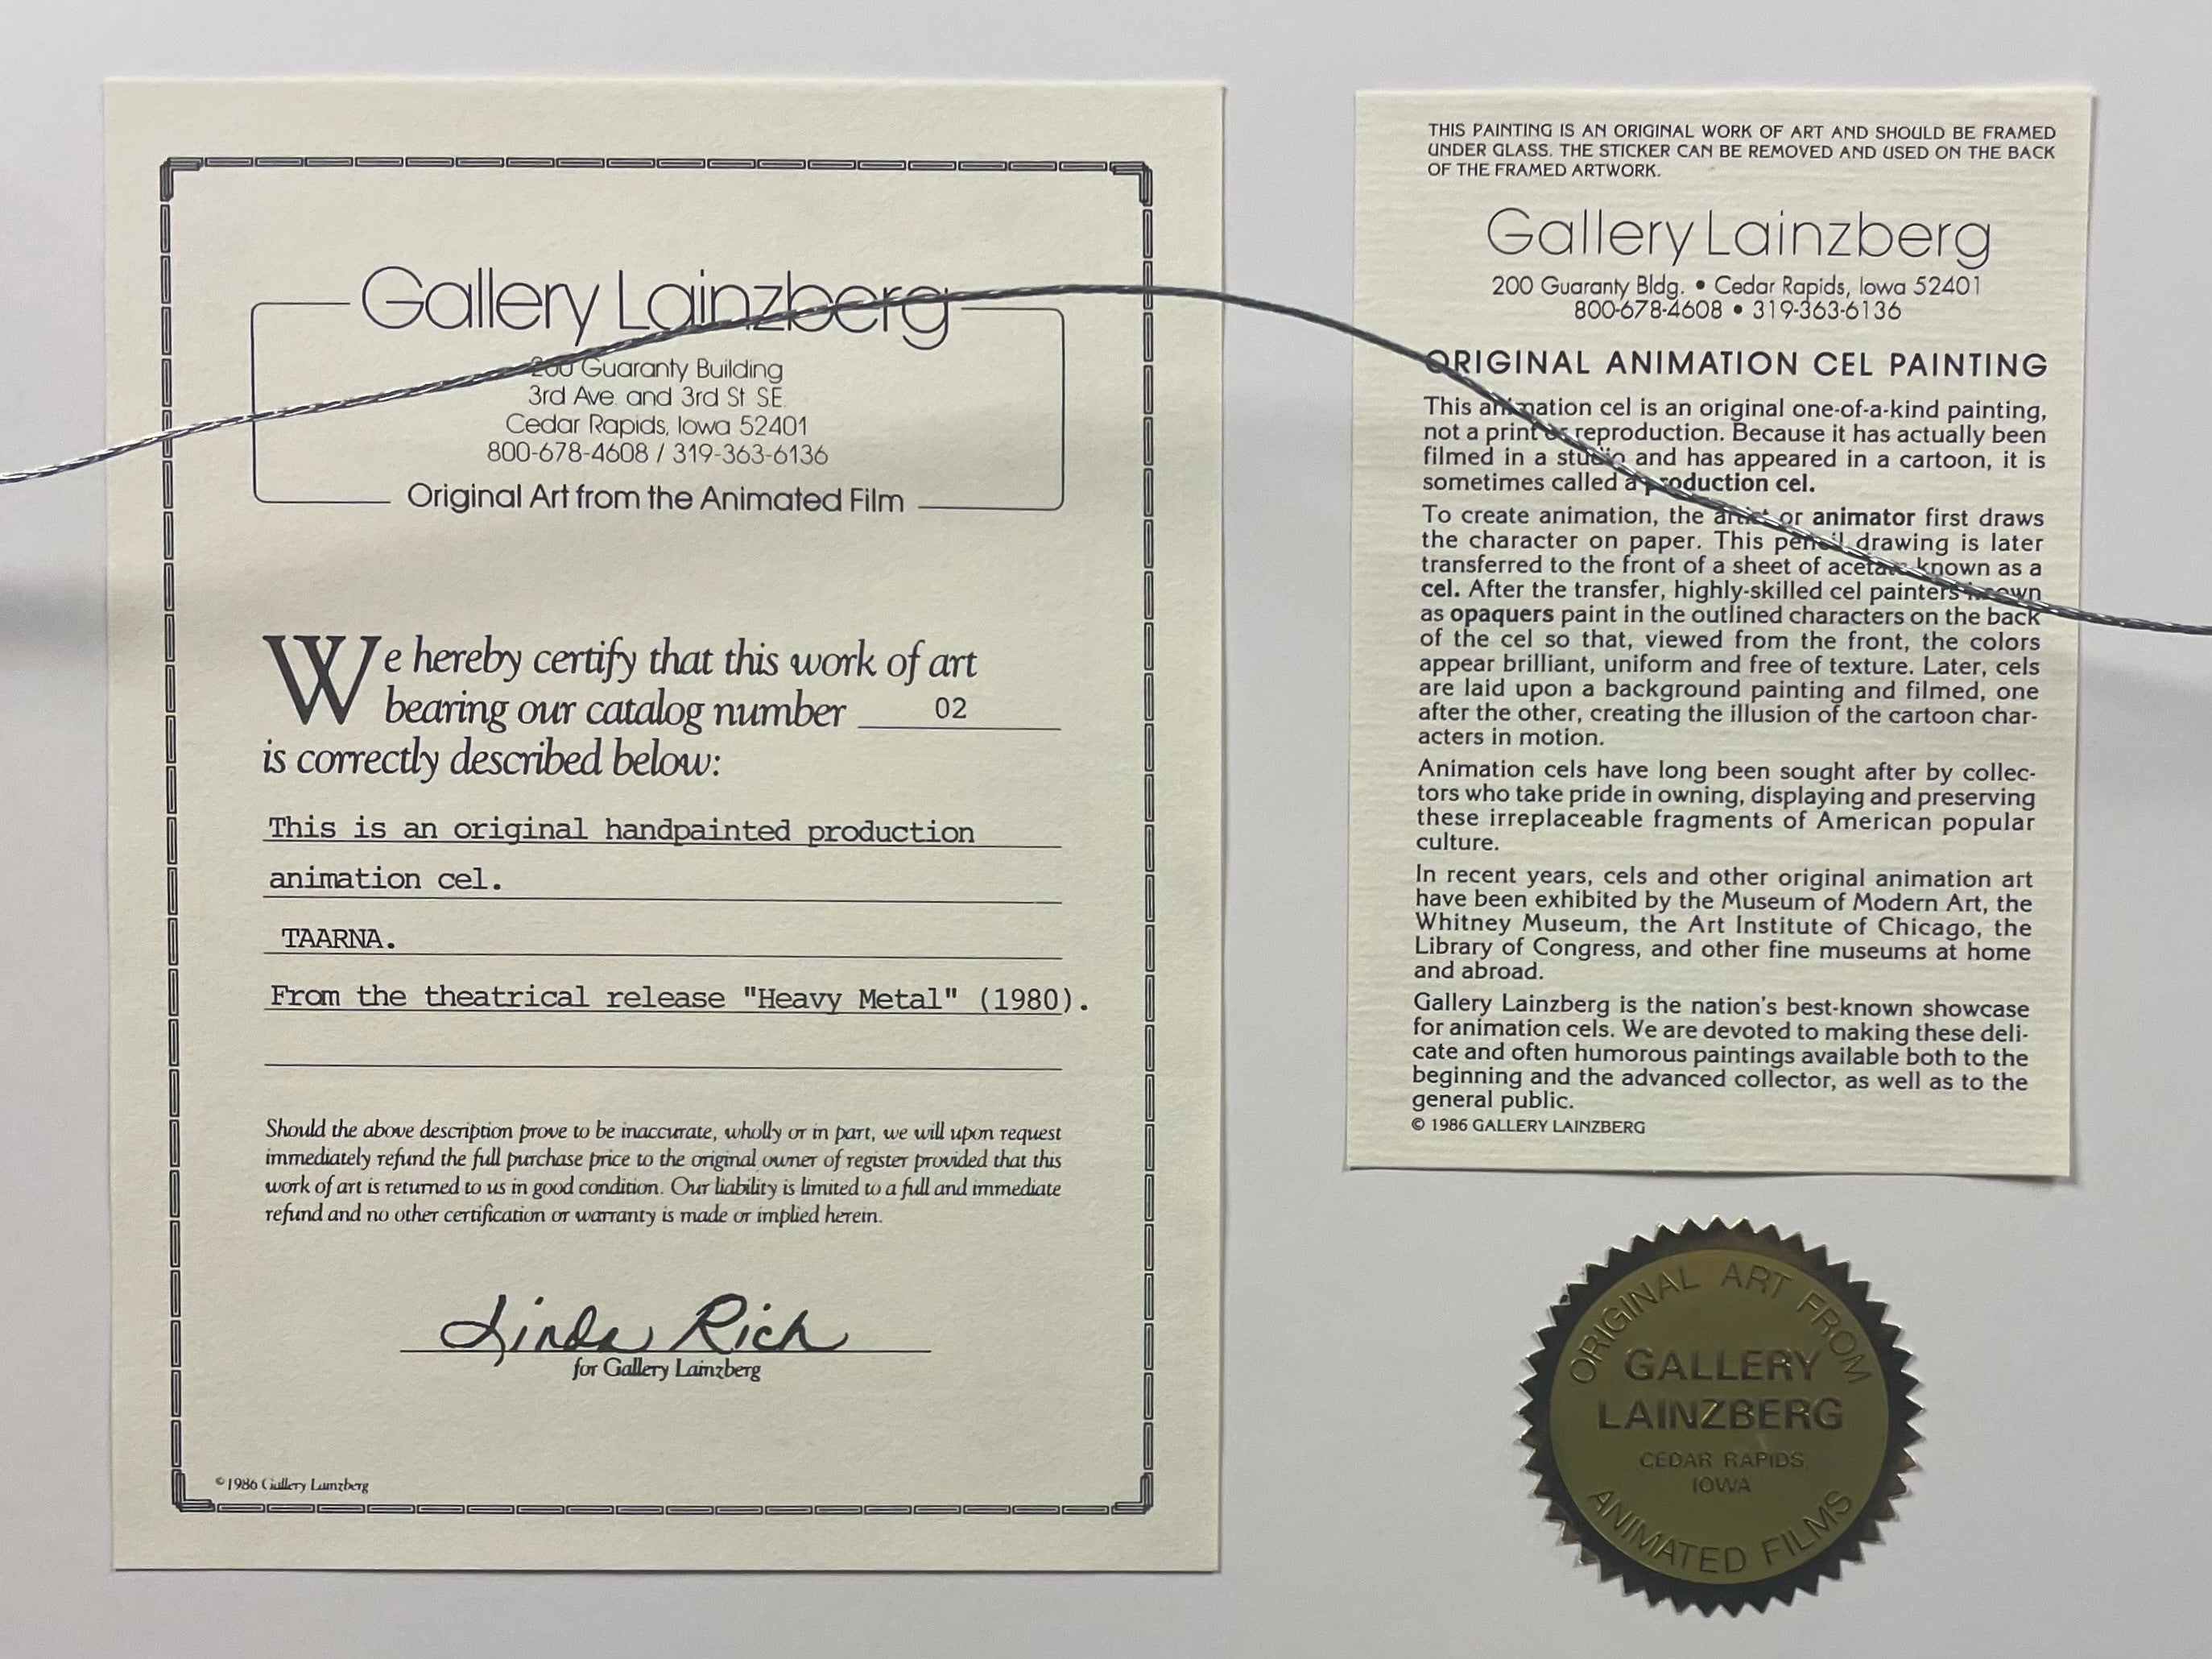 Gallery Lainzberg
200 Guaranty Building
3rd Ave. and 3rd St. S.E.
Cedar Rapids, Iowa 52401
800-678-4608 / 319-363-6136
Original Art from the Animated Film
We hereby certify that this work of art
bearing our catalog number 02
is correctly described below:
This is an original handpainted production
animation cel.
TAARNA.
From the theatrical release "Heavy Metal" (1980).
Should the above description prove to be inaccurate, wholly or in part, we will upon request
immediately refund the full purchase price to the original owner of register provided that this
work of art is returned to us in good condition. Our liability is limited to a full and immediate
refund and no other certification or warranty is made or implied herein.
Linda Rich
for Gallery Lainzberg
©1986 Gallery Lainzberg
THIS PAINTING IS AN ORIGINAL WORK OF ART AND SHOULD BE FRAMED
UNDER GLASS. THE STICKER CAN BE REMOVED AND USED ON THE BACK
OF THE FRAMED ARTWORK.
Gallery Lainzberg
200 Guaranty Bldg. • Cedar Rapids, Iowa 52401
800-678-4608 • 319-363-6136
ORIGINAL ANIMATION CEL PAINTING
This animation cel is an original one-of-a-kind painting,
not a print or reproduction. Because it has actually been
filmed in a studio and has appeared in a cartoon, it is
sometimes called a production cel.
To create animation, the artist or animator first draws
the character on paper. This pencil drawing is later
transferred to the front of a sheet of acetate known as a
cel. After the transfer, highly-skilled cel painters known
as opaquers paint in the outlined characters on the back
of the cel so that, viewed from the front, the colors
appear brilliant, uniform and free of texture. Later, cels
are laid upon a background painting and filmed, one
after the other, creating the illusion of the cartoon char-
acters in motion.
Animation cels have long been sought after by collec-
tors who take pride in owning, displaying and preserving
these irreplaceable fragments of American popular
culture.
In recent years, cels and other original animation art
have been exhibited by the Museum of Modern Art, the
Whitney Museum, the Art Institute of Chicago, the
Library of Congress, and other fine museums at home
and abroad.
Gallery Lainzberg is the nation's best-known showcase
for animation cels. We are devoted to making these deli-
cate and often humorous paintings available both to the
beginning and the advanced collector, as well as to the
general public.
© 1986 GALLERY LAINZBERG
ORIGINAL ART FROM
GALLERY
LAINZBERG
CEDAR RAPIDS,
IOWA
ANIMATED FILMS